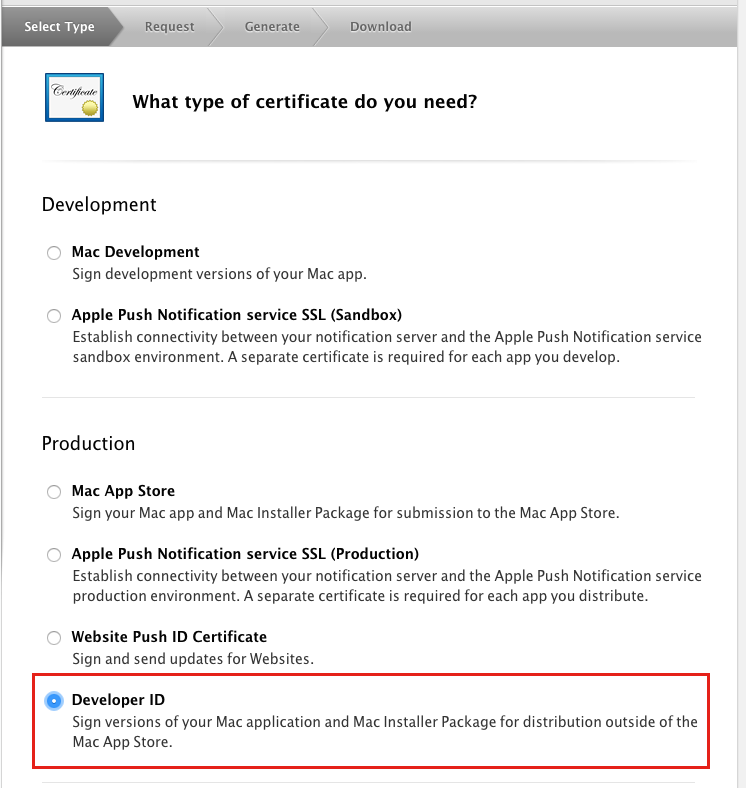 Select Type
Request
Generate
Download
Certificate
What type of certificate do you need?
Development
Mac Development
Sign development versions of your Mac app.
Apple Push Notification service SSL (Sandbox)
Establish connectivity between your notification server and the Apple Push Notification service
sandbox environment. A separate certificate is required for each app you develop.
Production
Mac App Store
Sign your Mac app and Mac Installer Package for submission to the Mac App Store.
Apple Push Notification service SSL (Production)
Establish connectivity between your notification server and the Apple Push Notification service
production environment. A separate certificate is required for each app you distribute.
Website Push ID Certificate
Sign and send updates for Websites.
Developer ID
Sign versions of your Mac application and Mac Installer Package for distribution outside of the
Mac App Store.